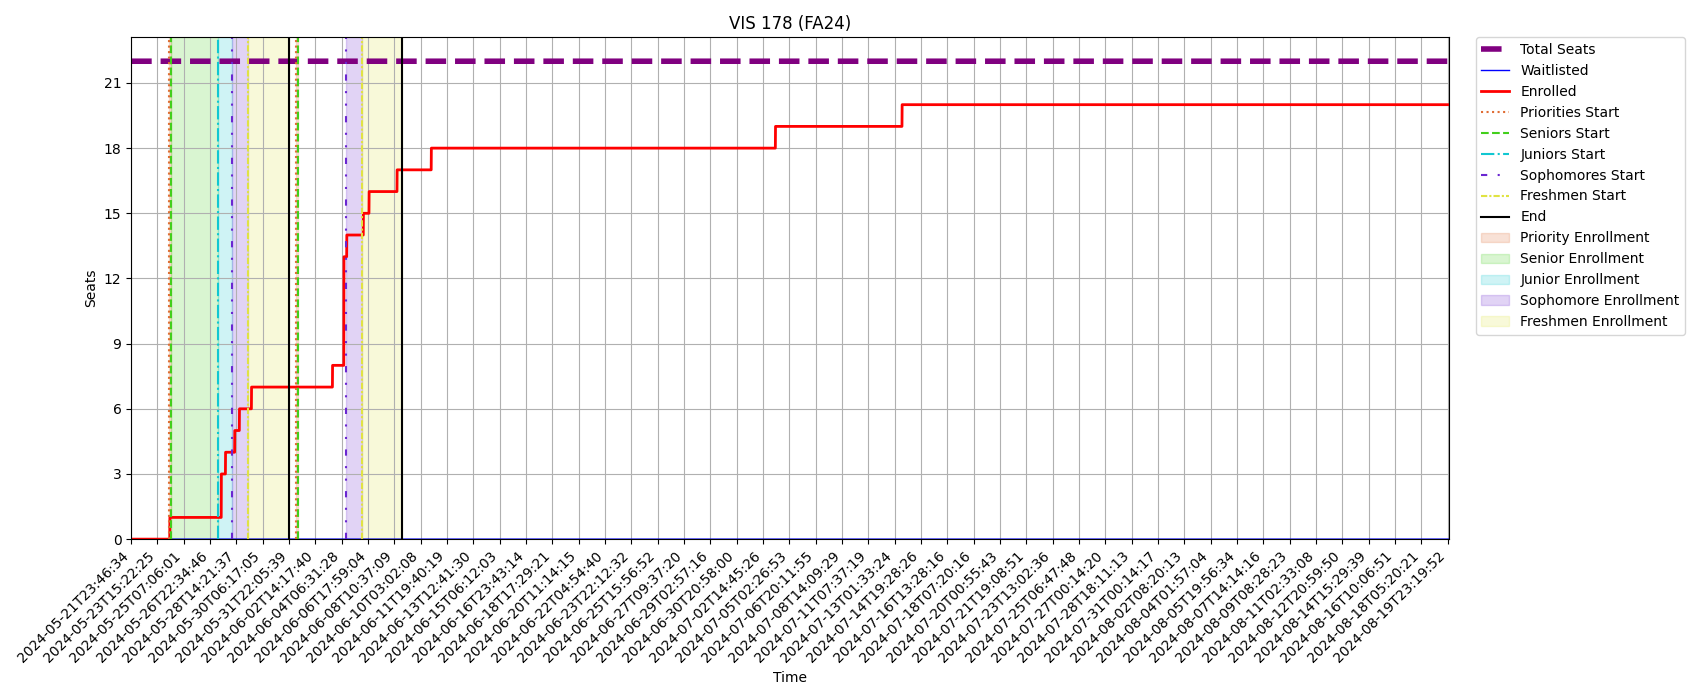 VIS 178 (FA24)
Total Seats
Waitlisted
Enrolled
Priorities Start
Seniors Start
Juniors Start
Sophomores Start
Freshmen Start
End
Priority Enrollment
Senior Enrollment
Junior Enrollment
Sophomore Enrollment
Freshmen Enrollment
Seats
21
18
15
12
9
6
3
0
2024-05-21T23:46:34
2024-05-23T15:22:25
2024-05-25T07:06:01
2024-05-26T22:34:46
2024-05-28T14:21:37
2024-05-30T06:17:05
2024-05-31T22:05:39
2024-06-02T14:17:40
2024-06-04T06:31:28
2024-06-06T17:59:04
2024-06-08T10:37:09
2024-06-10T03:02:08
2024-06-11T19:40:19
2024-06-13T12:41:30
2024-06-15T06:12:03
2024-06-16T23:43:14
2024-06-18T17:29:21
2024-06-20T11:14:15
2024-06-22T04:54:40
2024-06-23T22:12:32
2024-06-25T15:56:52
2024-06-27T09:37:20
2024-06-29T02:57:16
2024-06-30T20:58:00
2024-07-02T14:45:26
2024-07-05T02:26:53
2024-07-06T20:11:55
2024-07-08T14:09:29
2024-07-11T07:37:19
2024-07-13T01:33:24
2024-07-14T19:28:26
2024-07-16T13:28:16
2024-07-18T07:20:16
2024-07-20T00:55:43
2024-07-21T19:08:51
2024-07-23T13:02:36
2024-07-25T06:47:48
2024-07-27T00:14:20
2024-07-28T18:11:13
2024-07-31T00:14:17
2024-08-02T08:20:13
2024-08-04T01:57:04
2024-08-05T19:56:34
2024-08-07T14:14:16
2024-08-09T08:28:23
2024-08-11T02:33:08
2024-08-12T20:59:50
2024-08-14T15:29:39
2024-08-16T10:06:51
2024-08-18T05:20:21
2024-08-19T23:19:52
Time